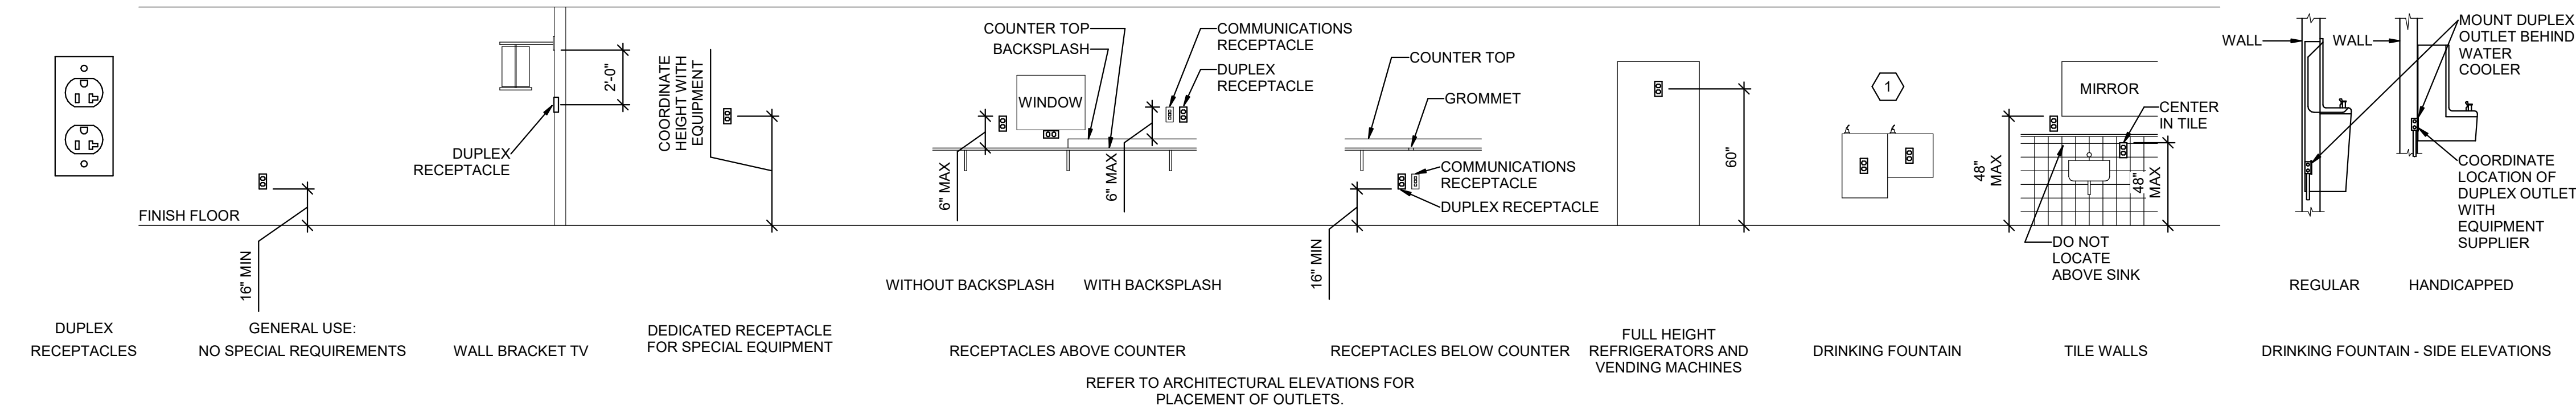 DUPLEX
RECEPTACLES
FINISH FLOOR
16" MIN
GENERAL USE:
NO SPECIAL REQUIREMENTS
2'-0"
DUPLEX
RECEPTACLE
WALL BRACKET TV
COORDINATE
HEIGHT WITH
EQUIPMENT
DEDICATED RECEPTACLE
FOR SPECIAL EQUIPMENT
COUNTER TOP
BACKSPLASH
WINDOW
COMMUNICATIONS
RECEPTACLE
DUPLEX
RECEPTACLE
6" MAX
6" MAX
WITHOUT BACKSPLASH
WITH BACKSPLASH
RECEPTACLES ABOVE COUNTER
COUNTER TOP
GROMMET
COMMUNICATIONS
RECEPTACLE
DUPLEX RECEPTACLE
16" MIN
RECEPTACLES BELOW COUNTER
REFER TO ARCHITECTURAL ELEVATIONS FOR
PLACEMENT OF OUTLETS.
60"
FULL HEIGHT
REFRIGERATORS AND
VENDING MACHINES
1
DRINKING FOUNTAIN
MIRROR
CENTER
IN TILE
48"
MAX
48"
MAX
DO NOT
LOCATE
ABOVE SINK
TILE WALLS
WALL
WALL
MOUNT DUPLEX
OUTLET BEHIND
WATER
COOLER
COORDINATE
LOCATION OF
DUPLEX OUTLET
WITH
EQUIPMENT
SUPPLIER
REGULAR
HANDICAPPED
DRINKING FOUNTAIN - SIDE ELEVATIONS